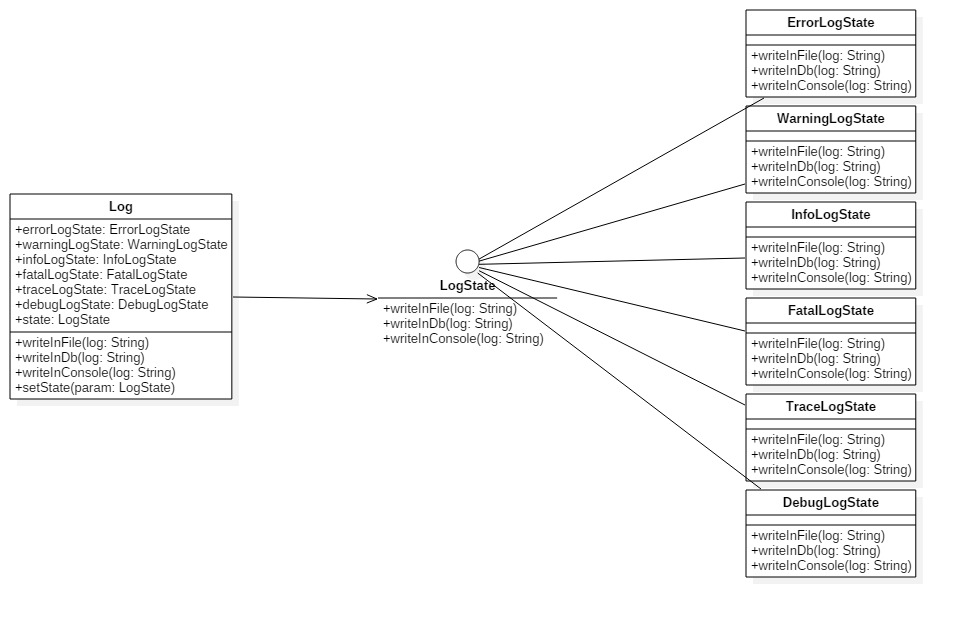 Log
+errorLogState: ErrorLogState
+warningLogState: WarningLogState
+infoLogState: InfoLogState
+fatalLogState: FatalLogState
+traceLogState: TraceLogState
+debugLogState: DebugLogState
+state: LogState
+writeInFile(log: String)
+writeInDb(log: String)
+writeInConsole(log: String)
+setState(param: LogState)
LogState
+writeInFile(log: String)
+writeInDb(log: String)
+writeInConsole(log: String)
ErrorLogState
+writeInFile(log: String)
+writeInDb(log: String)
+writeInConsole(log: String)
WarningLogState
+writeInFile(log: String)
+writeInDb(log: String)
+writeInConsole(log: String)
InfoLogState
+writeInFile(log: String)
+writeInDb(log: String)
+writeInConsole(log: String)
FatalLogState
+writeInFile(log: String)
+writeInDb(log: String)
+writeInConsole(log: String)
TraceLogState
+writeInFile(log: String)
+writeInDb(log: String)
+writeInConsole(log: String)
DebugLogState
+writeInFile(log: String)
+writeInDb(log: String)
+writeInConsole(log: String)